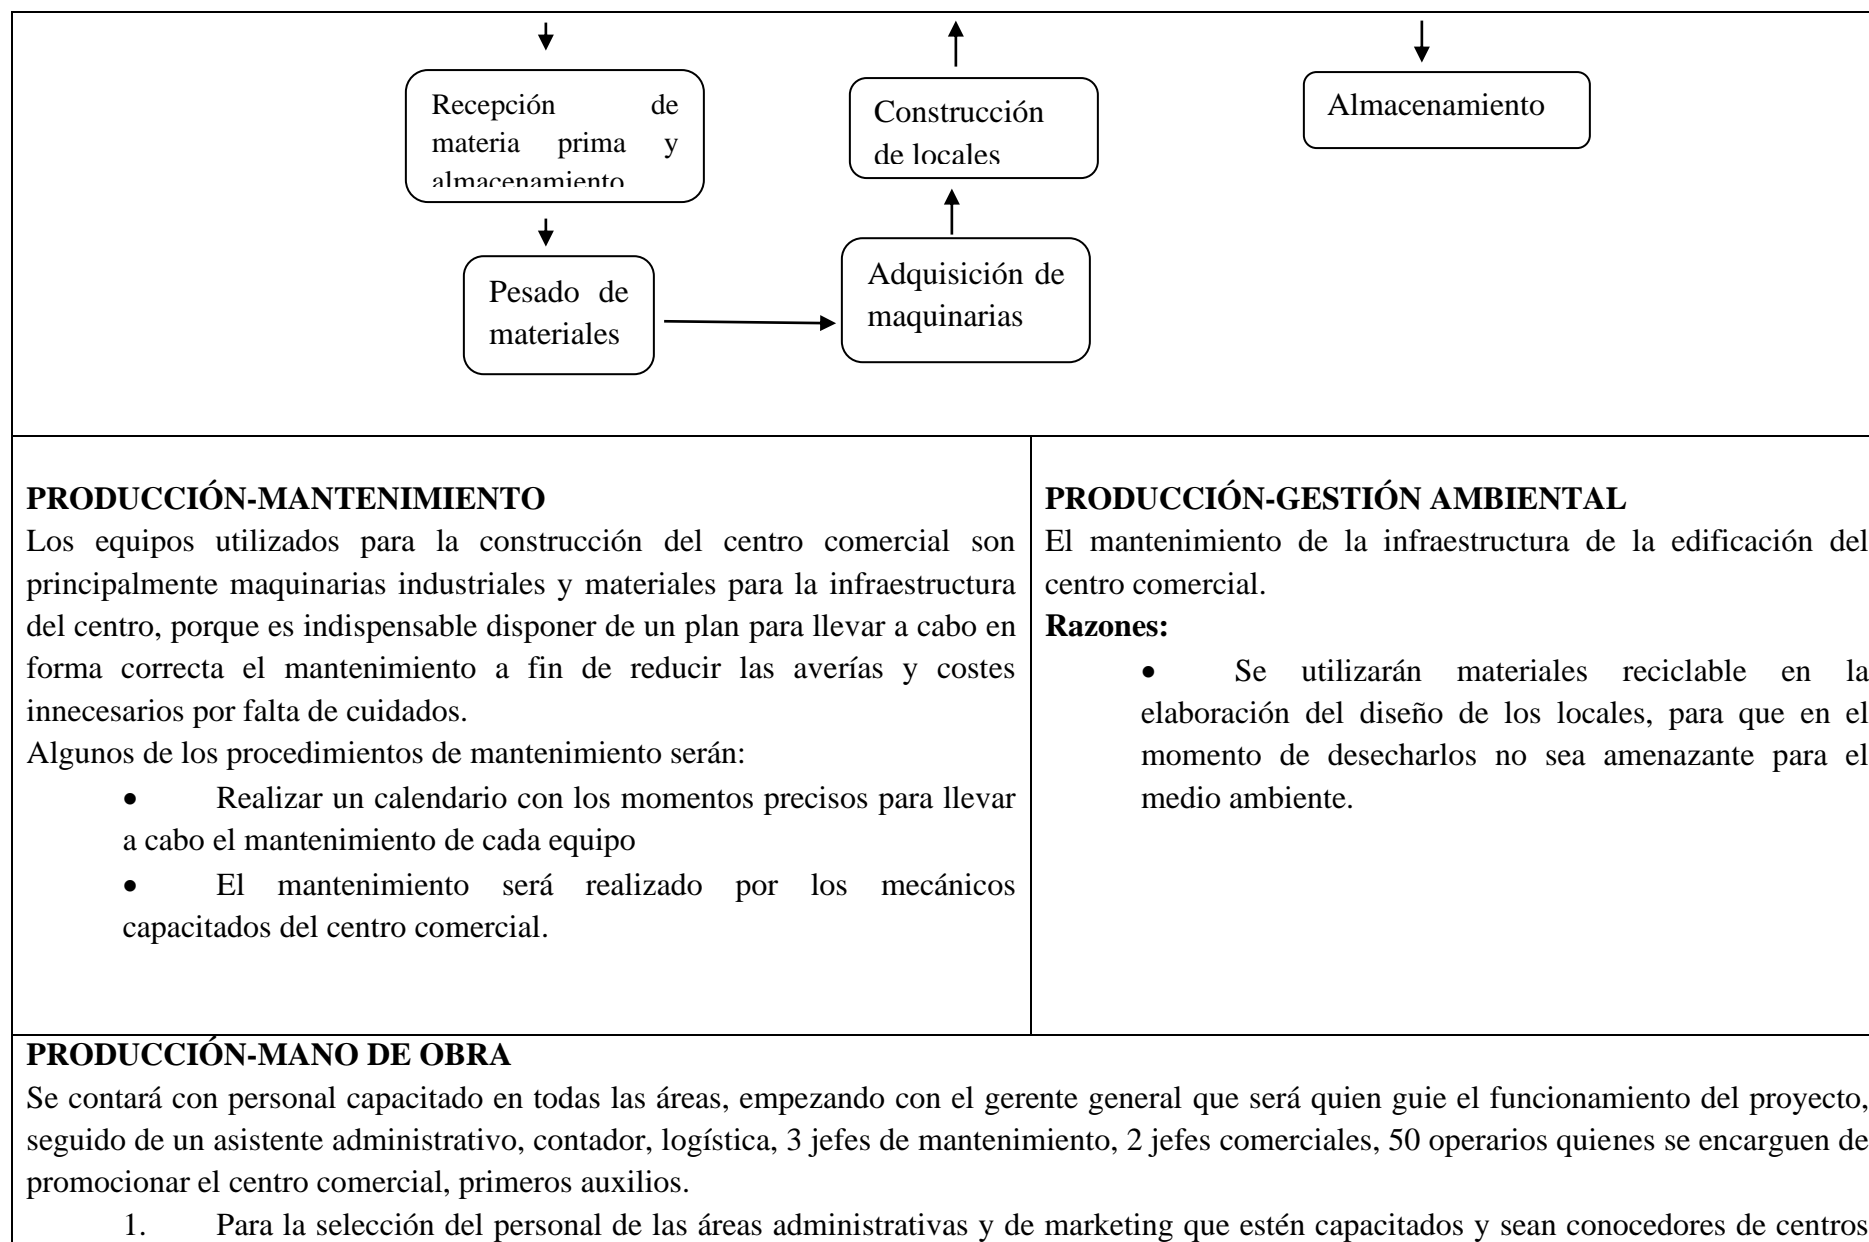 Recepción de
materia prima y
almacenamiento
Construcción
de locales
Almacenamiento
Pesado de
materiales
Adquisición de
maquinarias
PRODUCCIÓN-MANTENIMIENTO
Los equipos utilizados para la construcción del centro comercial son
principalmente maquinarias industriales y materiales para la infraestructura
del centro, porque es indispensable disponer de un plan para llevar a cabo en
forma correcta el mantenimiento a fin de reducir las averías y costes
innecesarios por falta de cuidados.
Algunos de los procedimientos de mantenimiento serán:
• Realizar un calendario con los momentos precisos para llevar
a cabo el mantenimiento de cada equipo
• El mantenimiento será realizado por los mecánicos
capacitados del centro comercial.
PRODUCCIÓN-GESTIÓN AMBIENTAL
El mantenimiento de la infraestructura de la edificación del
centro comercial.
Razones:
• Se utilizarán materiales reciclable en la
elaboración del diseño de los locales, para que en el
momento de desecharlos no sea amenazante para el
medio ambiente.
PRODUCCIÓN-MANO DE OBRA
Se contará con personal capacitado en todas las áreas, empezando con el gerente general que será quien guie el funcionamiento del proyecto,
seguido de un asistente administrativo, contador, logística, 3 jefes de mantenimiento, 2 jefes comerciales, 50 operarios quienes se encarguen de
promocionar el centro comercial, primeros auxilios.
1. Para la selección del personal de las áreas administrativas y de marketing que estén capacitados y sean conocedores de centros